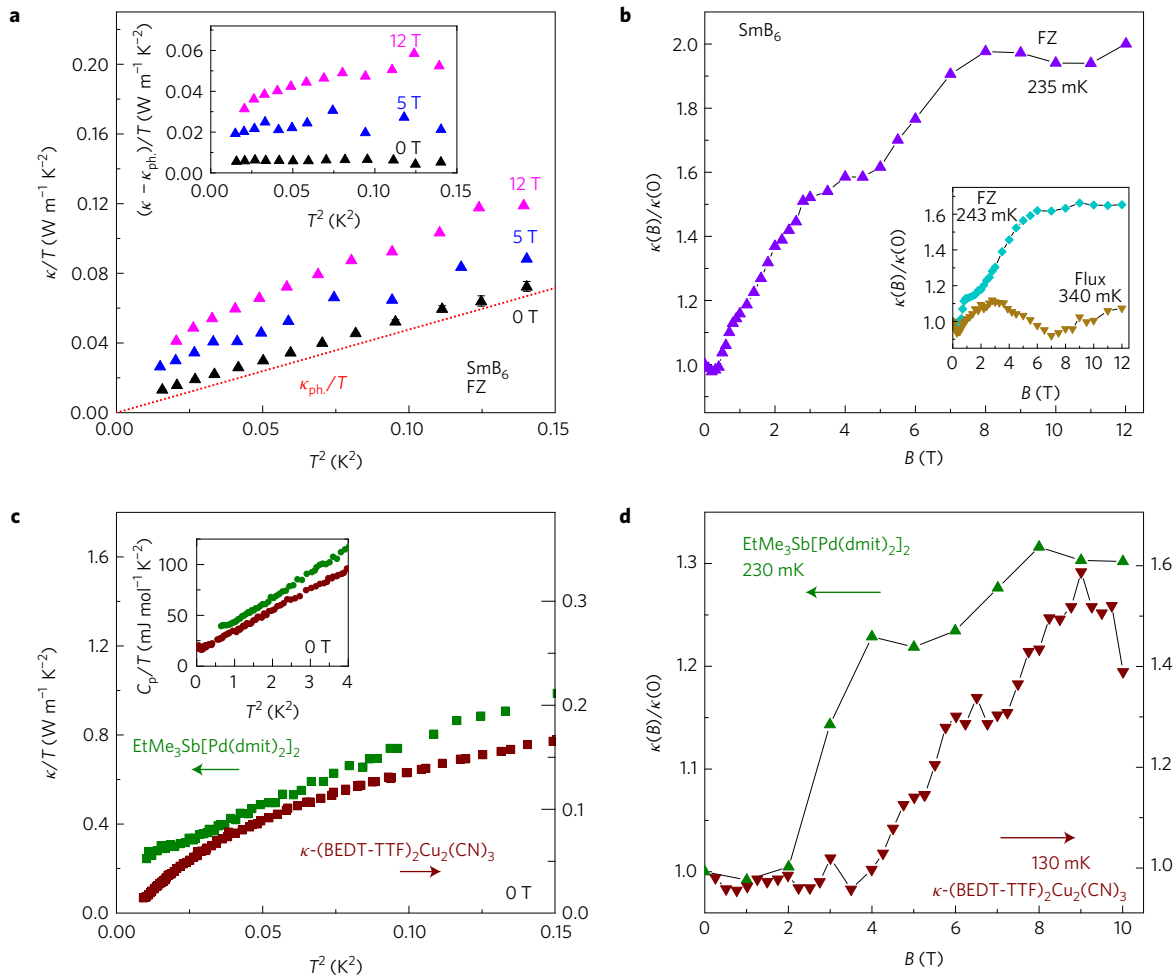 a
0.20
0.16
0.12
0.08
0.04
0.00
κ/T (W m⁻¹ K⁻²)
0.00
0.05
0.10
0.15
T² (K²)
12 T
5 T
0 T
κph./T
SmB₆
FZ
0.06
0.04
0.02
0.00
(κ − κph.)/T (W m⁻¹ K⁻²)
12 T
5 T
0 T
0.00
0.05
0.10
0.15
T² (K²)
b
SmB₆
FZ
235 mK
2.0
1.8
1.6
1.4
1.2
1.0
κ(B)/κ(0)
0
2
4
6
8
10
12
B (T)
FZ
243 mK
Flux
340 mK
1.6
1.4
1.2
1.0
κ(B)/κ(0)
0
2
4
6
8
10
12
B (T)
c
1.6
1.2
0.8
0.4
0.0
κ/T (W m⁻¹ K⁻²)
0.3
0.2
0.1
0.0
0.00
0.05
0.10
0.15
T² (K²)
EtMe₃Sb[Pd(dmit)₂]₂
κ-(BEDT-TTF)₂Cu₂(CN)₃
0 T
100
75
50
25
0
Cp/T (mJ mol⁻¹ K⁻²)
0 T
0
1
2
3
4
T² (K²)
d
EtMe₃Sb[Pd(dmit)₂]₂
230 mK
1.3
1.2
1.1
1.0
κ(B)/κ(0)
1.6
1.4
1.2
1.0
130 mK
κ-(BEDT-TTF)₂Cu₂(CN)₃
0
2
4
6
8
10
B (T)